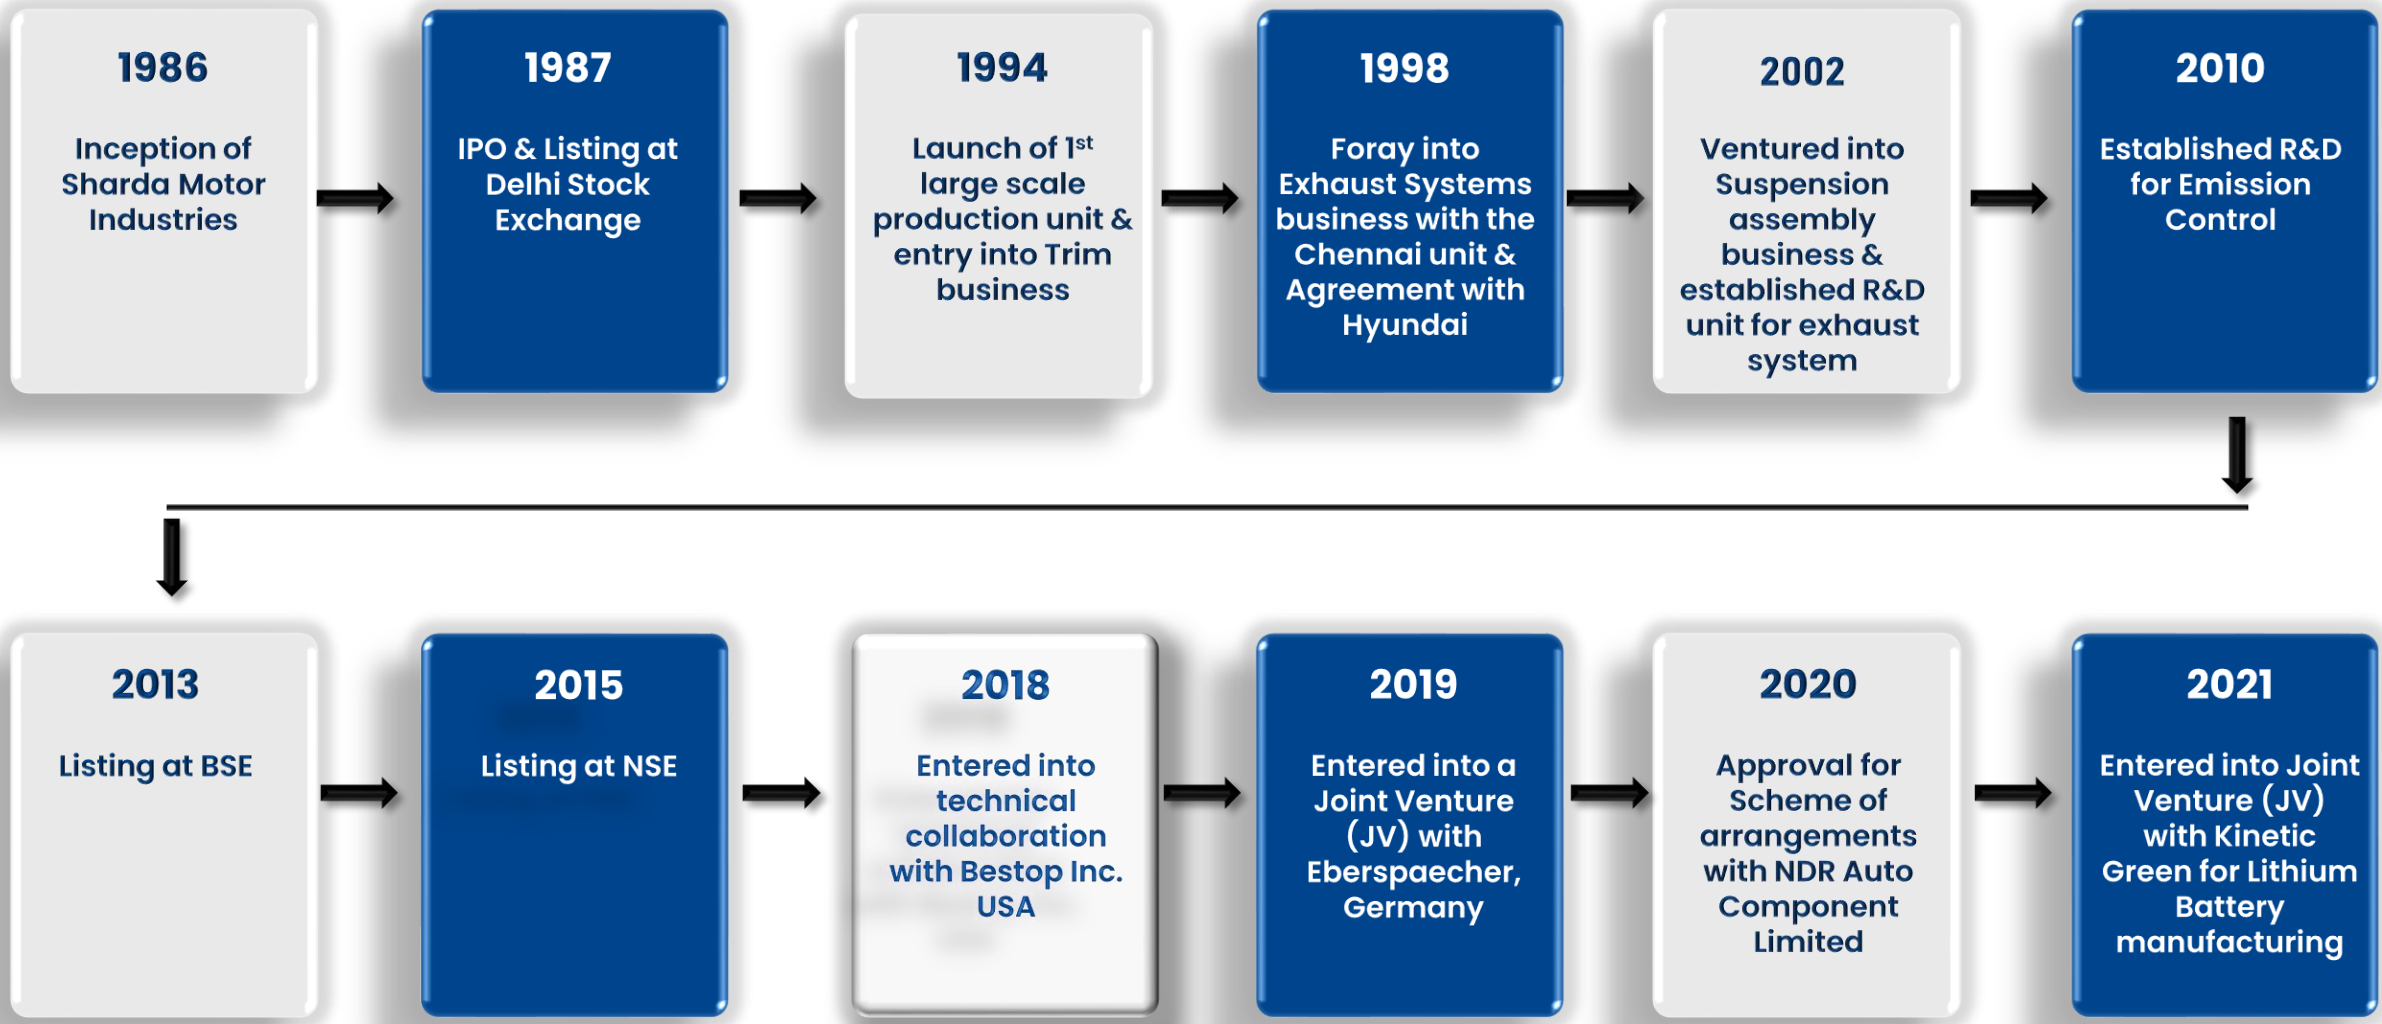 1986
Inception of
Sharda Motor
Industries
1987
IPO & Listing at
Delhi Stock
Exchange
1994
Launch of 1st
large scale
production unit &
entry into Trim
business
1998
Foray into
Exhaust Systems
business with the
Chennai unit &
Agreement with
Hyundai
2002
Ventured into
Suspension
assembly
business &
established R&D
unit for exhaust
system
2010
Established R&D
for Emission
Control
2013
Listing at BSE
2015
Listing at NSE
2018
Entered into
technical
collaboration
with Bestop Inc.
USA
2019
Entered into a
Joint Venture
(JV) with
Eberspaecher,
Germany
2020
Approval for
Scheme of
arrangements
with NDR Auto
Component
Limited
2021
Entered into Joint
Venture (JV)
with Kinetic
Green for Lithium
Battery
manufacturing